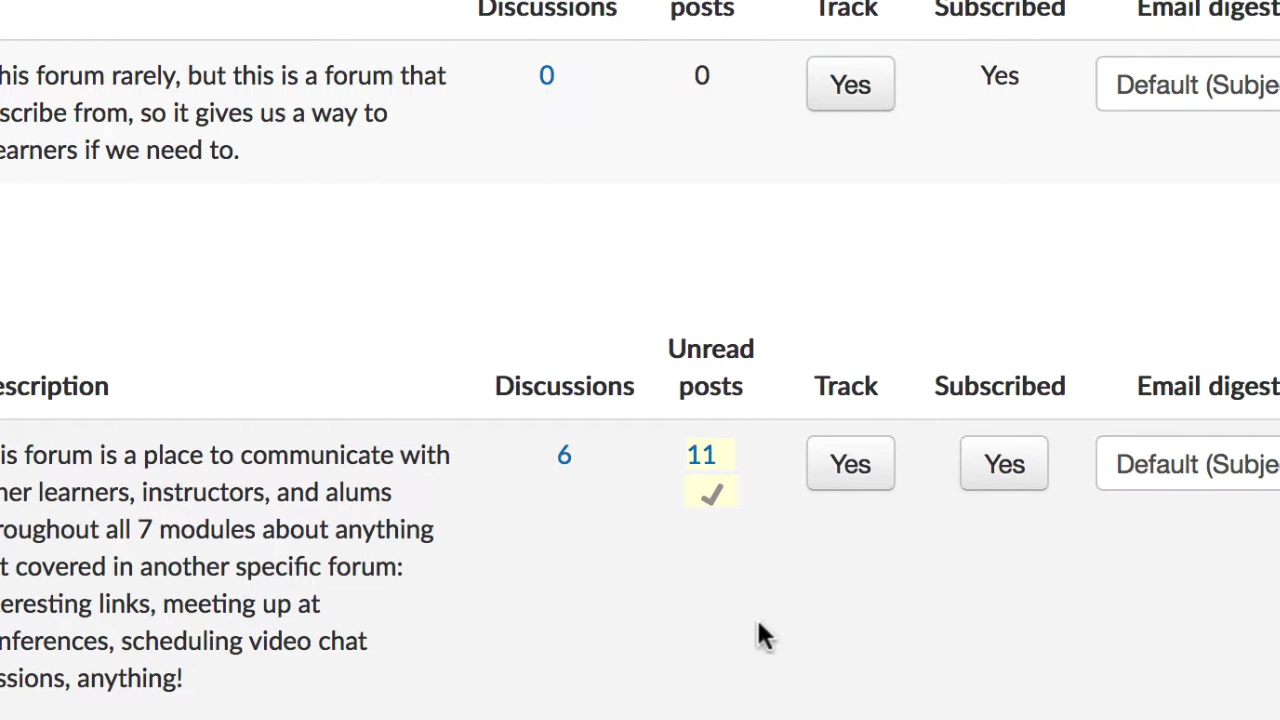 Discussions posts Track Subscribed Email digest
his forum rarely, but this is a forum that 0 0 Yes Yes Default (Subje
scribe from, so it gives us a way to
earners if we need to.
Unread
escription Discussions posts Track Subscribed Email digest
is forum is a place to communicate with 6 11 Yes Yes Default (Subje
her learners, instructors, and alums
roughout all 7 modules about anything
t covered in another specific forum:
eresting links, meeting up at
nferences, scheduling video chat
ssions, anything!